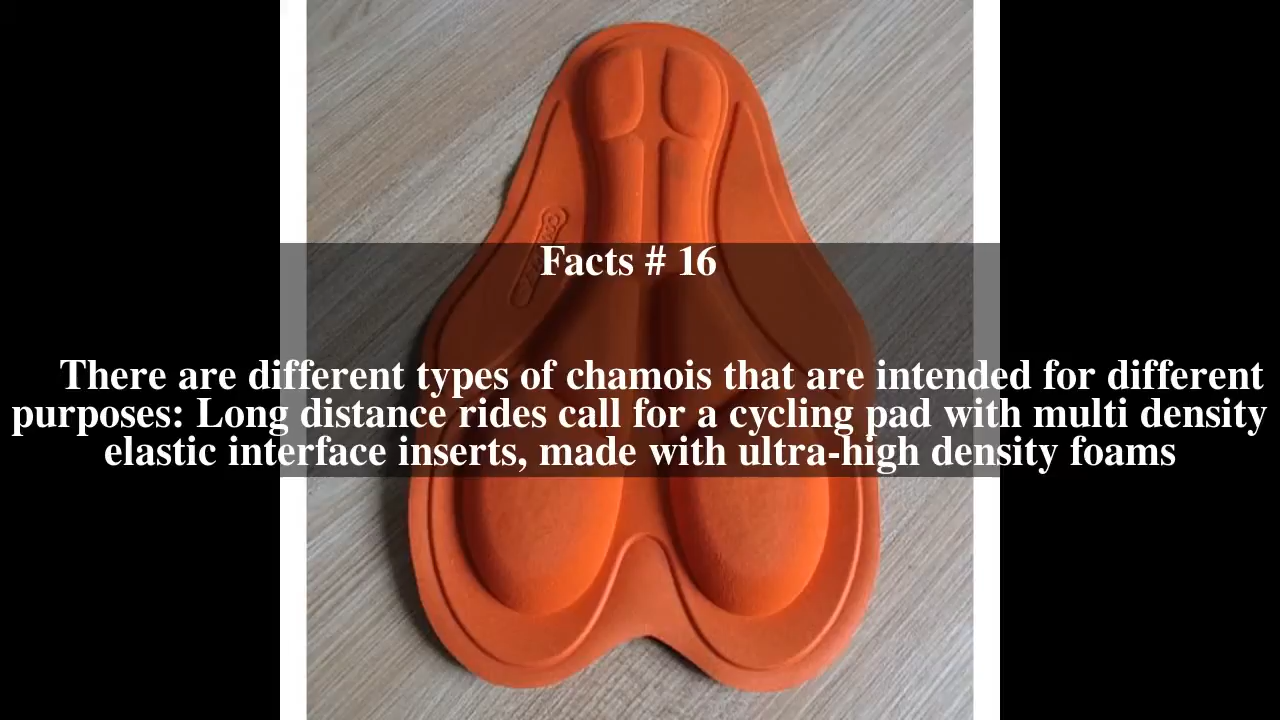 Facts # 16
There are different types of chamois that are intended for different
purposes: Long distance rides call for a cycling pad with multi density
elastic interface inserts, made with ultra-high density foams